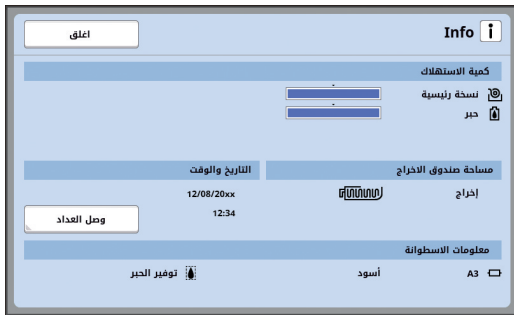 Info i
اغلق
كمية الاستهلاك
نسخة رئيسية
حبر
مساحة صندوق الاخراج
إخراج
التاريخ والوقت
12/08/20xx
12:34
وصل العداد
معلومات الاسطوانة
A3 أسود توفير الحبر